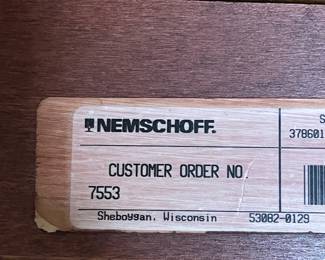 NEMSCHOFF.
S
378601
CUSTOMER ORDER NO
7553
Sheboygan, Wisconsin 53082-0129